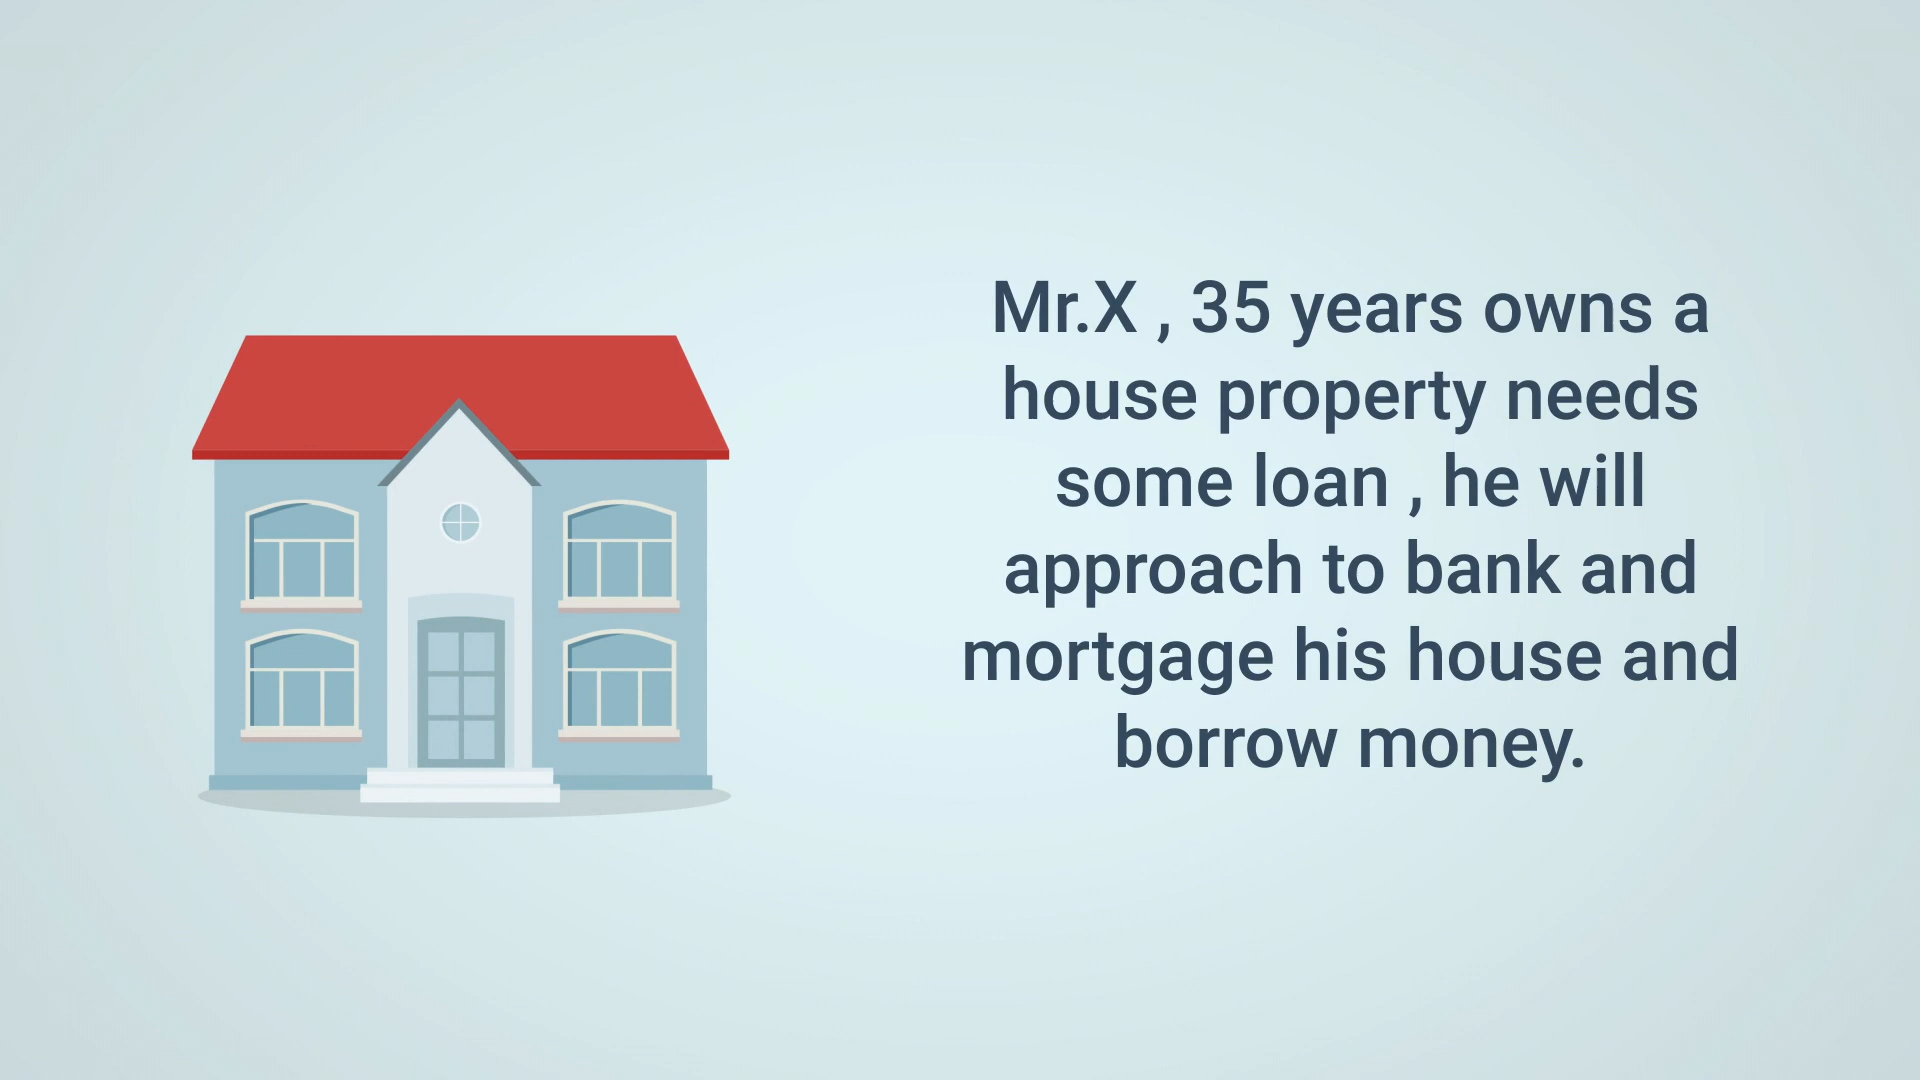 Mr.X , 35 years owns a
house property needs
some loan , he will
approach to bank and
mortgage his house and
borrow money.